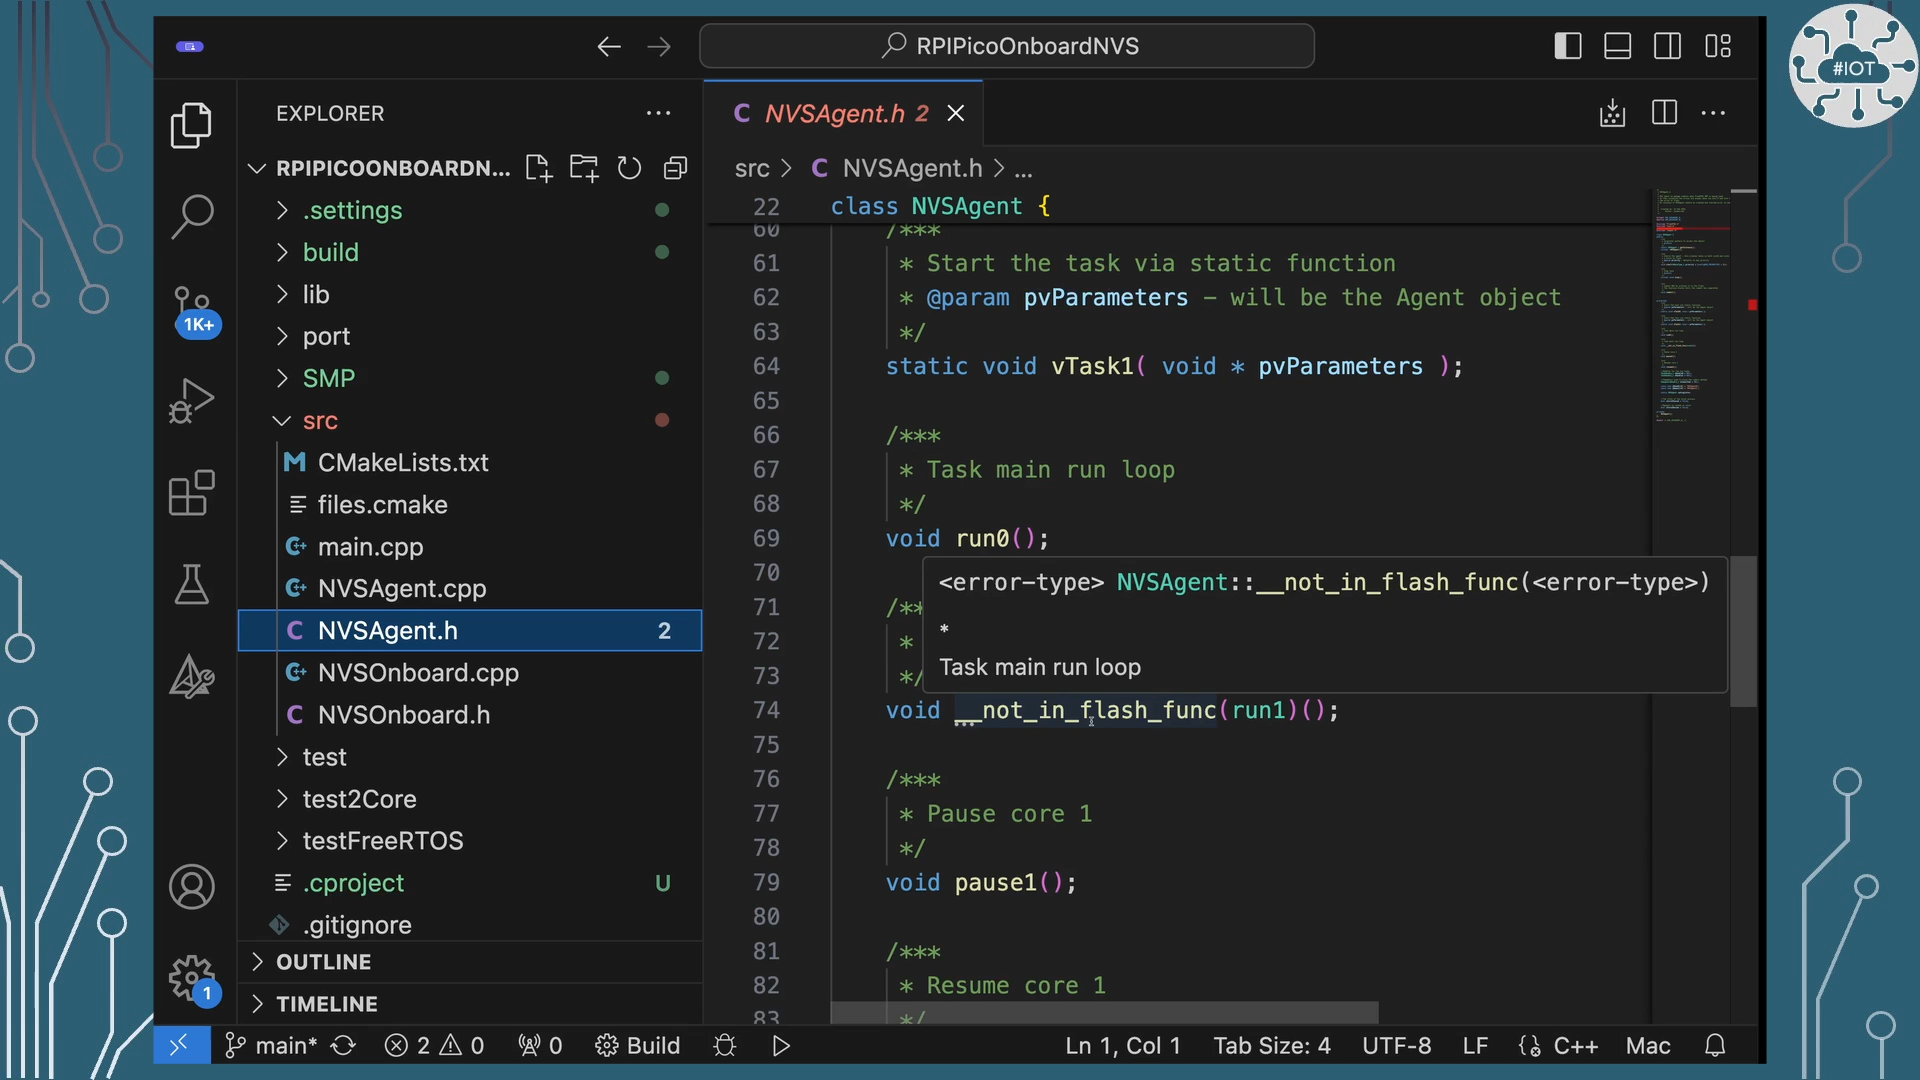 RPIPicoOnboardNVS
#IOT
EXPLORER
RPIPICOONBOARDN...
.settings
build
lib
port
SMP
src
CMakeLists.txt
files.cmake
main.cpp
NVSAgent.cpp
NVSAgent.h 2
NVSOnboard.cpp
NVSOnboard.h
test
test2Core
testFreeRTOS
.cproject U
.gitignore
OUTLINE
TIMELINE
1K+
1
NVSAgent.h 2
src > C NVSAgent.h > ...
22 class NVSAgent {
60 /***
61 * Start the task via static function
62 * @param pvParameters – will be the Agent object
63 */
64 static void vTask1( void * pvParameters );
65
66 /***
67 * Task main run loop
68 */
69 void run0();
70
<error-type> NVSAgent::__not_in_flash_func(<error-type>)
*
Task main run loop
71 /**
72 *
73 */
74 void __not_in_flash_func(run1)();
75
76 /***
77 * Pause core 1
78 */
79 void pause1();
80
81 /***
82 * Resume core 1
83 */
main* 2 0 0 Build Ln 1, Col 1 Tab Size: 4 UTF-8 LF C++ Mac